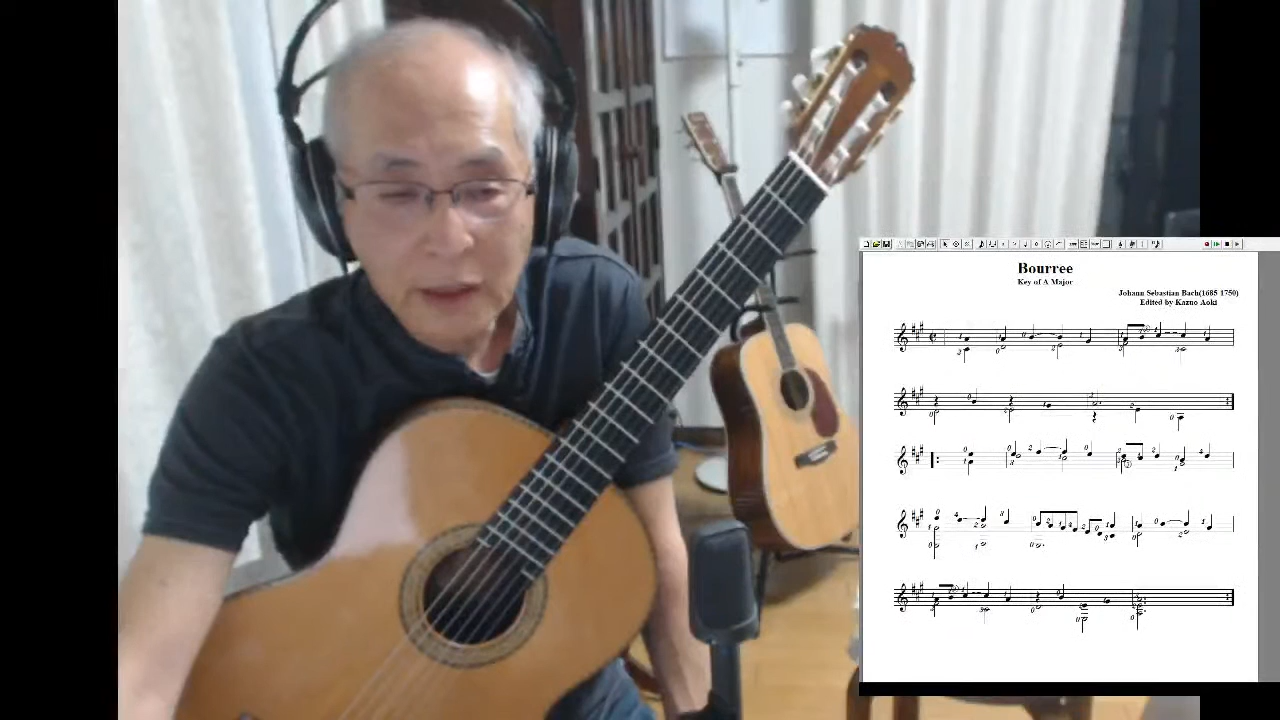 Bourree
Key of A Major
Johann Sebastian Bach(1685 1750)
Edited by Kazuo Aoki